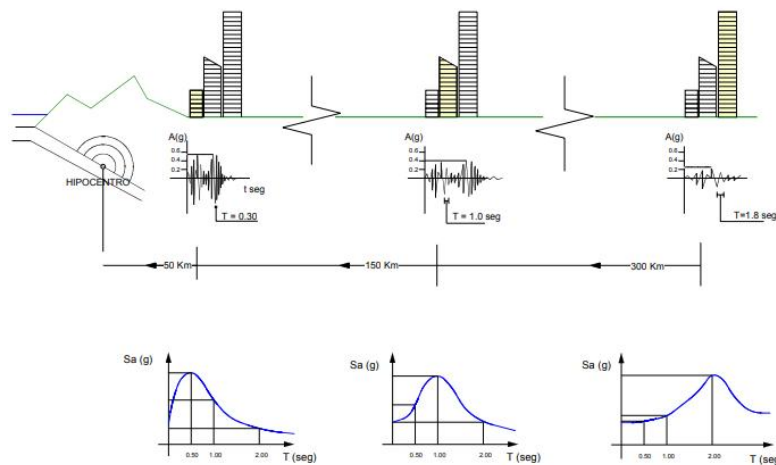 A(g)
0.6
0.4
0.2
t seg
T = 0.30
HIPOCENTRO
A(g)
0.6
0.4
0.2
T = 1.0 seg
A(g)
0.6
0.4
0.2
T=1.8 seg
50 Km
150 Km
300 Km
Sa (g)
0.50
1.00
2.00
T (seg)
Sa (g)
0.50
1.00
2.00
T (seg)
Sa (g)
0.50
1.00
2.00
T (seg